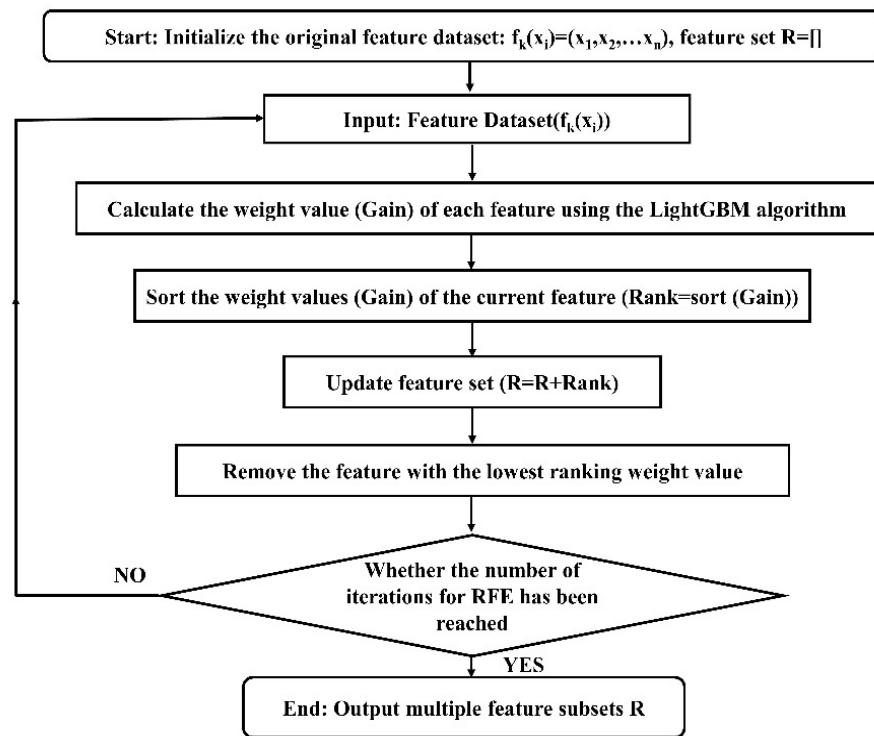 Start: Initialize the original feature dataset: fₖ(xᵢ)=(x₁,x₂,…xₙ), feature set R=[]
Input: Feature Dataset(fₖ(xᵢ))
Calculate the weight value (Gain) of each feature using the LightGBM algorithm
Sort the weight values (Gain) of the current feature (Rank=sort (Gain))
Update feature set (R=R+Rank)
Remove the feature with the lowest ranking weight value
NO
Whether the number of
iterations for RFE has been
reached
YES
End: Output multiple feature subsets R